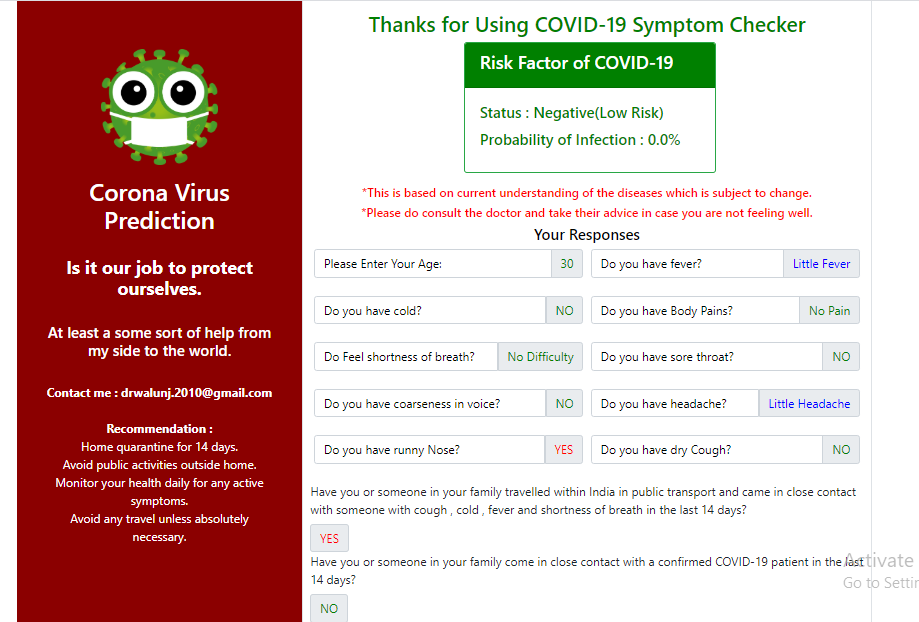 Corona Virus
Prediction
Is it our job to protect
ourselves.
At least a some sort of help from
my side to the world.
Contact me : drwalunj.2010@gmail.com
Recommendation :
Home quarantine for 14 days.
Avoid public activities outside home.
Monitor your health daily for any active
symptoms.
Avoid any travel unless absolutely
necessary.
Thanks for Using COVID-19 Symptom Checker
Risk Factor of COVID-19
Status : Negative(Low Risk)
Probability of Infection : 0.0%
*This is based on current understanding of the diseases which is subject to change.
*Please do consult the doctor and take their advice in case you are not feeling well.
Your Responses
Please Enter Your Age: 30
Do you have fever? Little Fever
Do you have cold? NO
Do you have Body Pains? No Pain
Do Feel shortness of breath? No Difficulty
Do you have sore throat? NO
Do you have coarseness in voice? NO
Do you have headache? Little Headache
Do you have runny Nose? YES
Do you have dry Cough? NO
Have you or someone in your family travelled within India in public transport and came in close contact
with someone with cough , cold , fever and shortness of breath in the last 14 days?
YES
Have you or someone in your family come in close contact with a confirmed COVID-19 patient in the last
14 days?
NO
Activate
Go to Settin